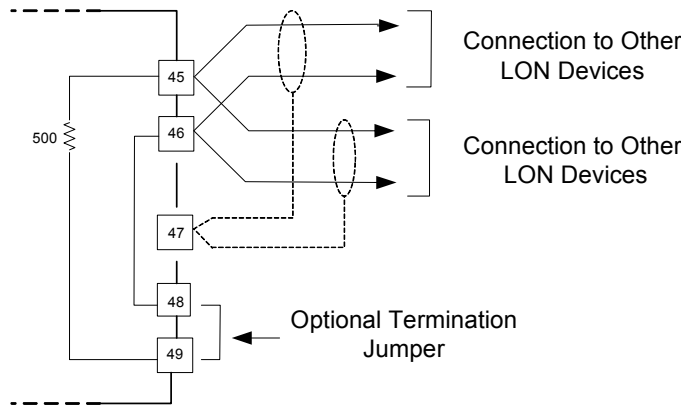 45
Connection to Other
LON Devices
46
500
Connection to Other
LON Devices
47
48
Optional Termination
Jumper
49